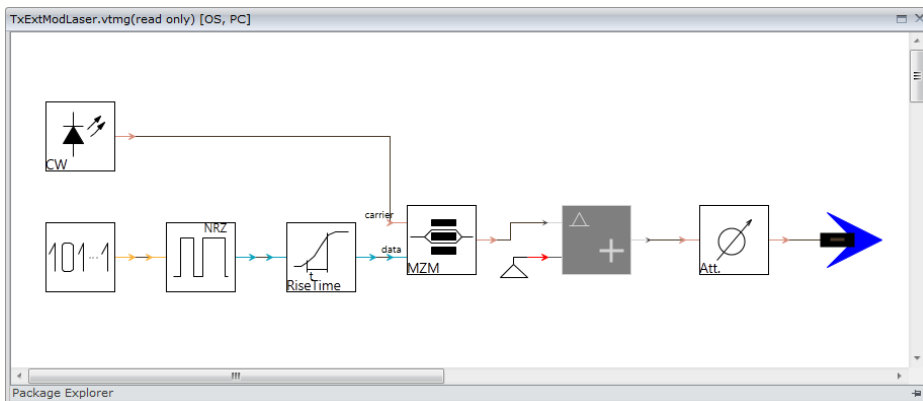 TxExtModLaser.vtmg(read only) [OS, PC]
CW
carrier
101...1
NRZ
t
RiseTime
data
MZM
Att.
Package Explorer